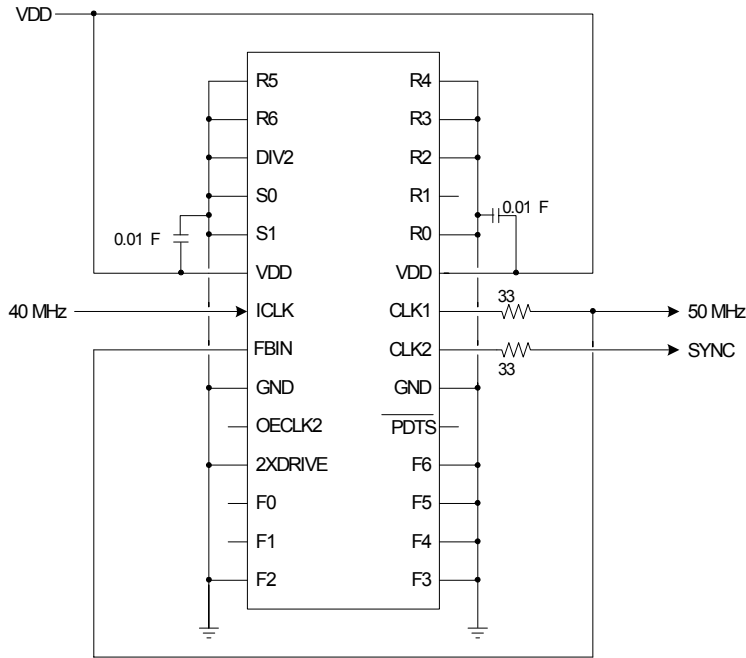 VDD
R5
R4
R6
R3
DIV2
R2
S0
R1
0.01 F
S1
R0
0.01 F
VDD
VDD
40 MHz
ICLK
CLK1
33
50 MHz
FBIN
CLK2
33
SYNC
GND
GND
OECLK2
PDTS
2XDRIVE
F6
F0
F5
F1
F4
F2
F3